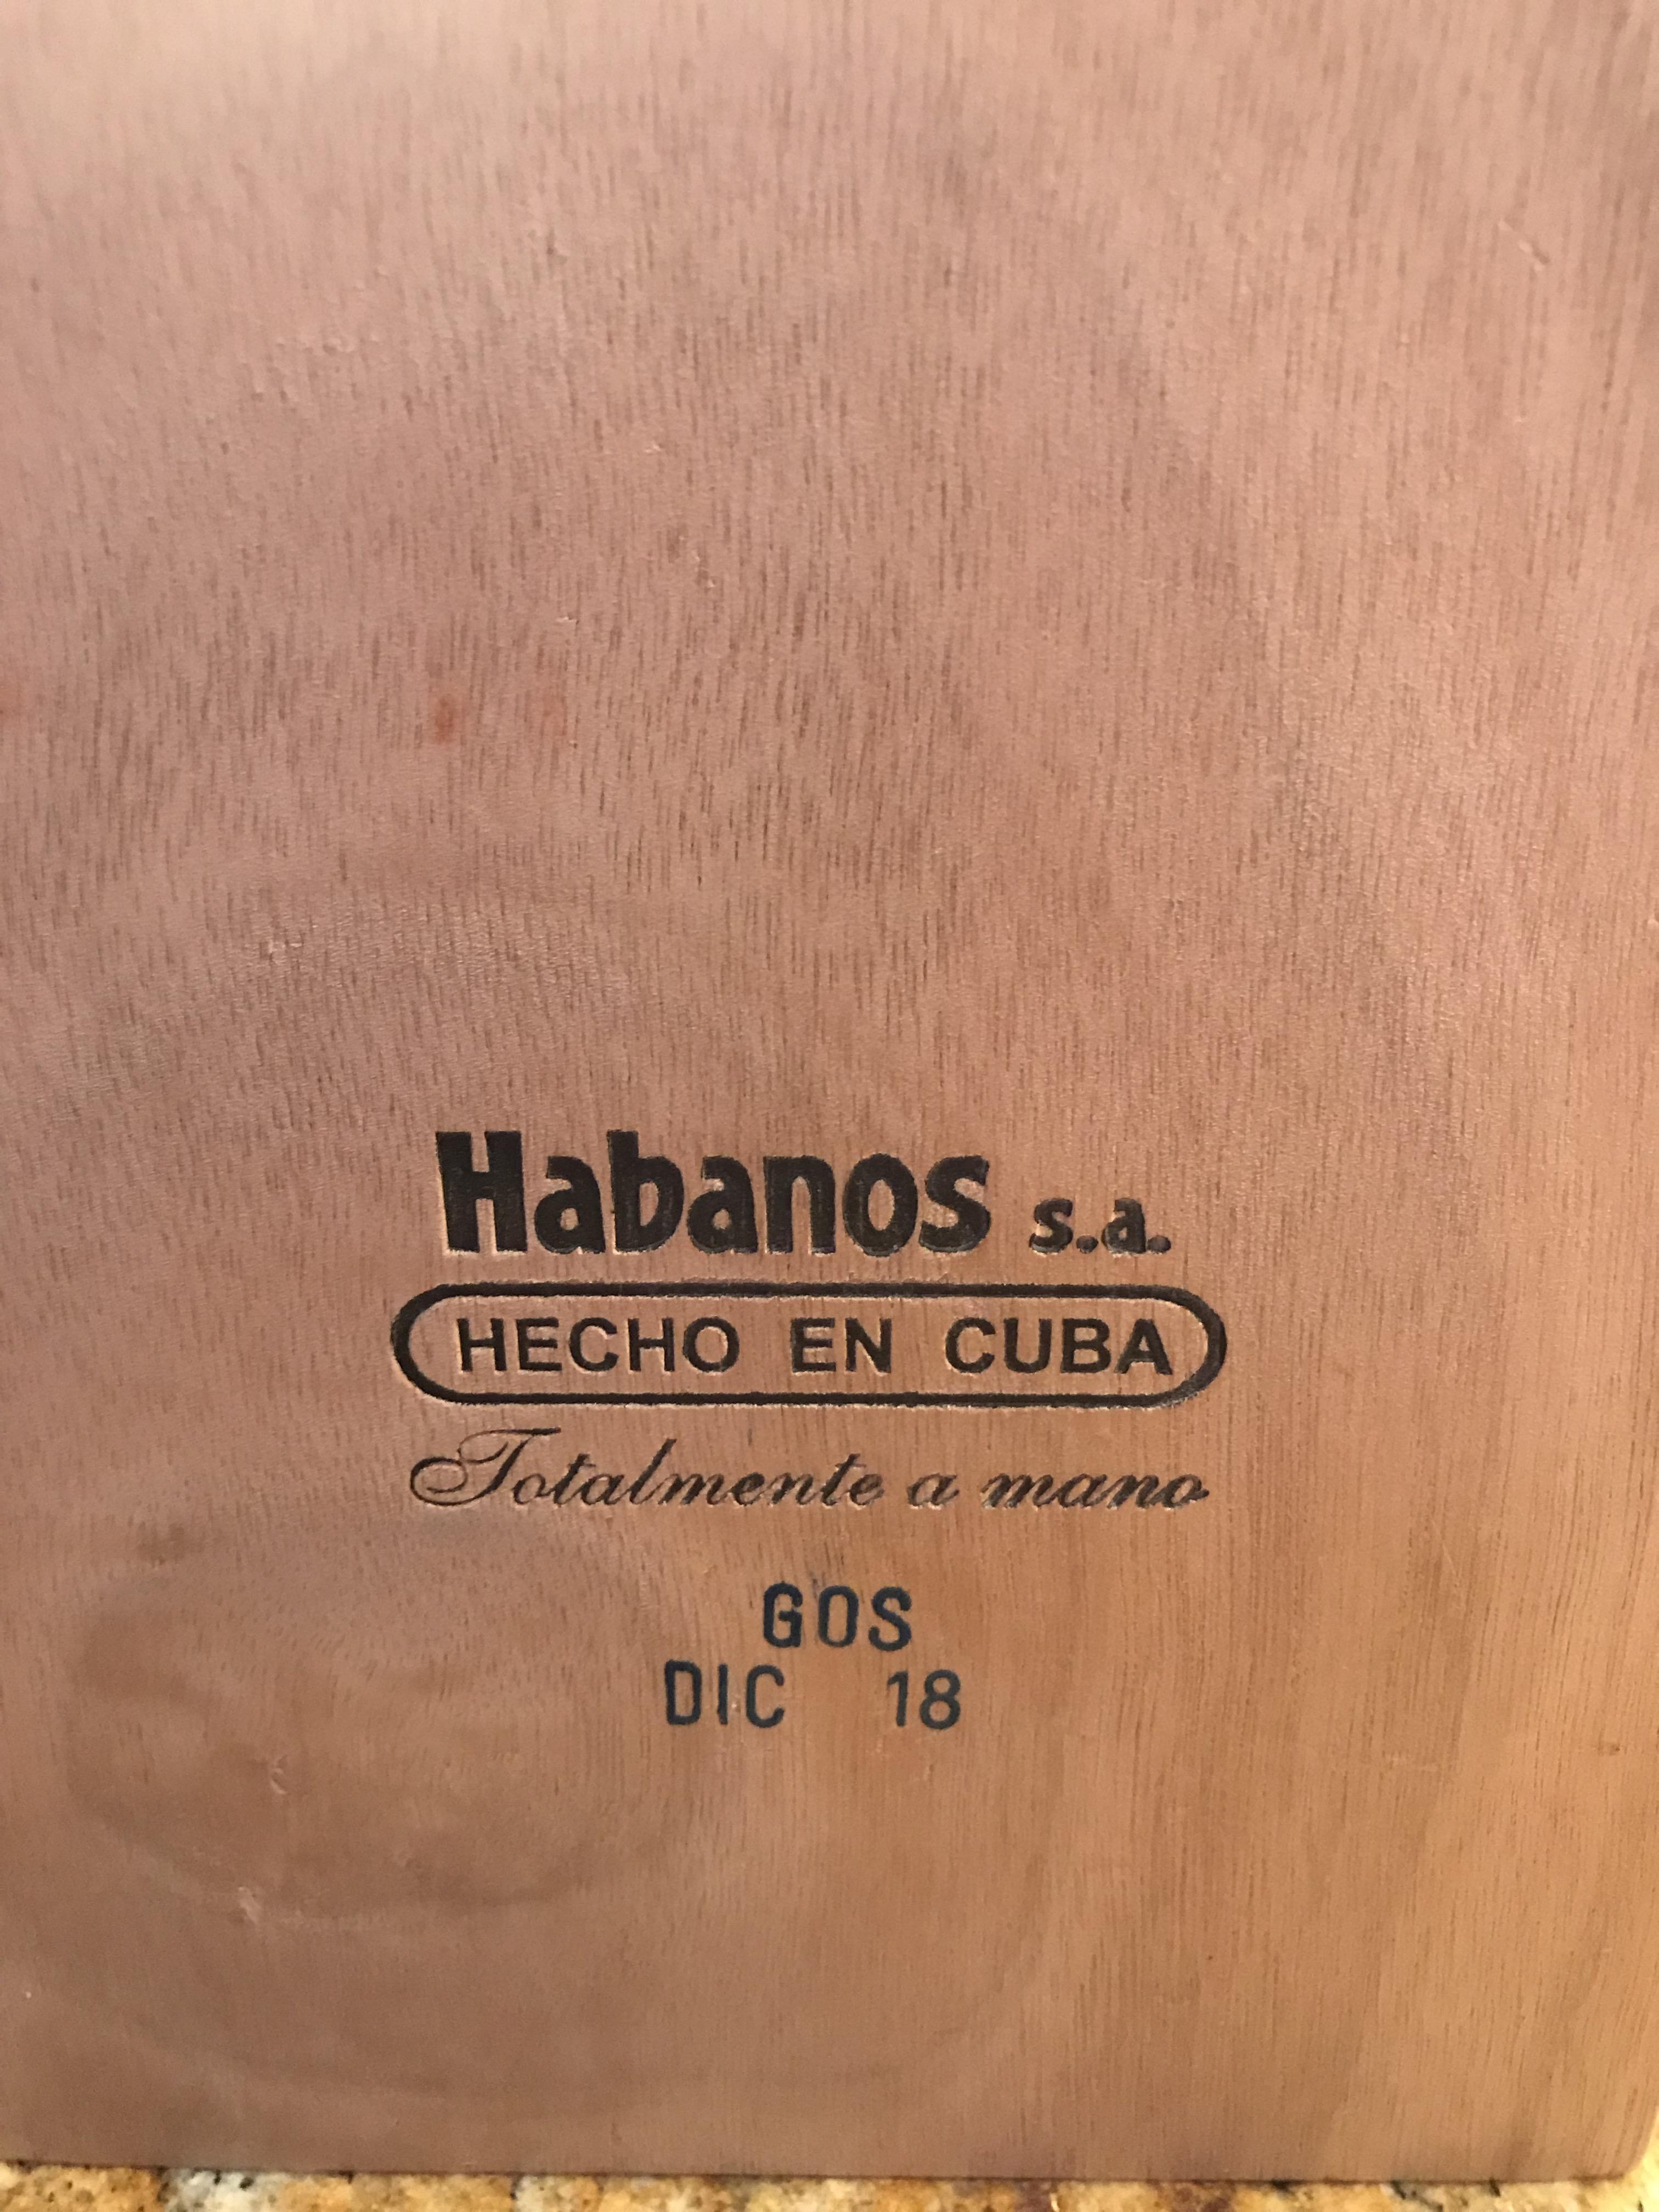 Habanos s.a.
HECHO EN CUBA
Totalmente a mano
GOS
DIC 18